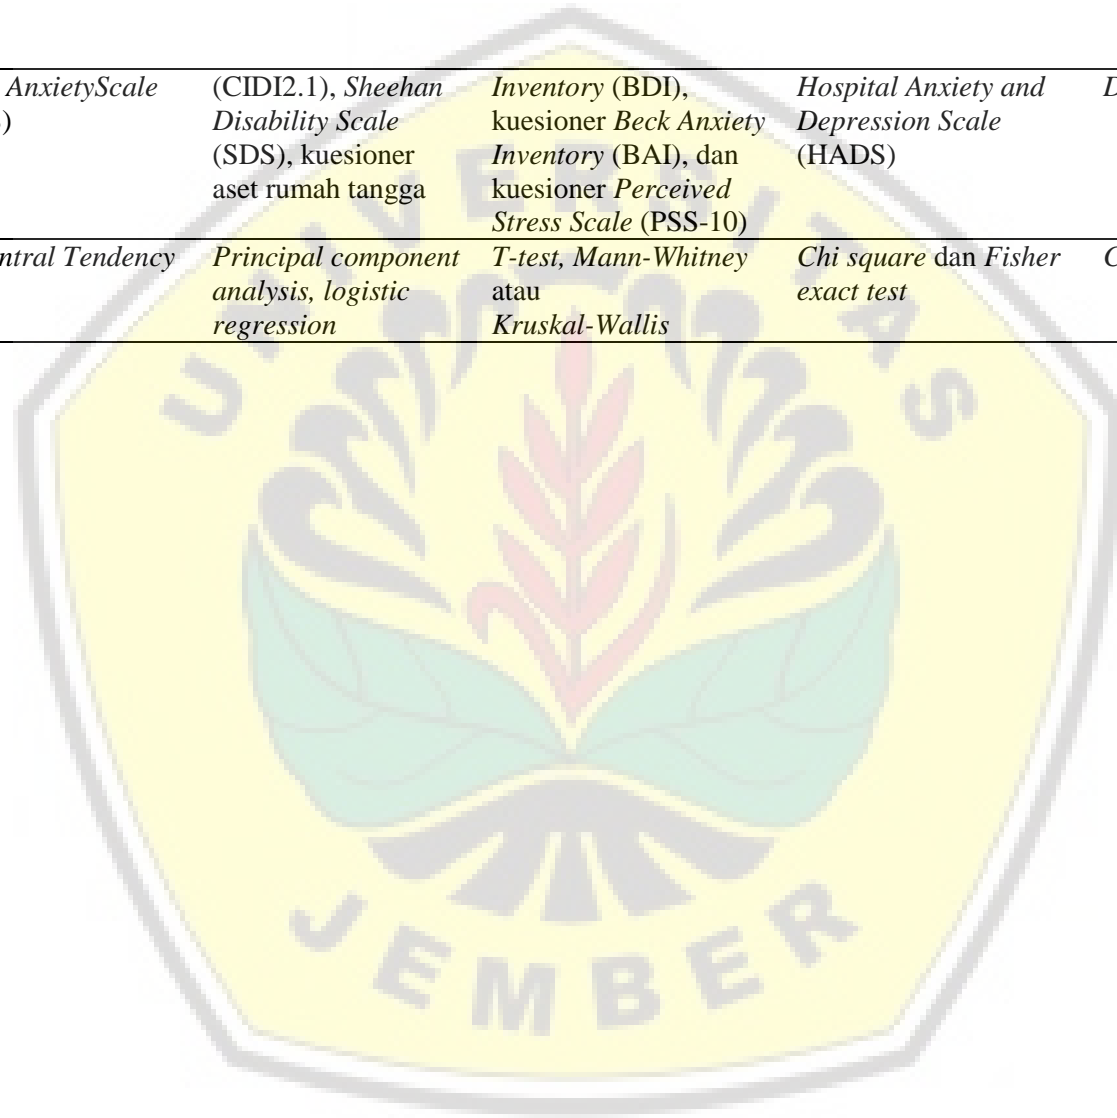 AnxietyScale
)
(CIDI2.1), Sheehan
Disability Scale
(SDS), kuesioner
aset rumah tangga
Inventory (BDI),
kuesioner Beck Anxiety
Inventory (BAI), dan
kuesioner Perceived
Stress Scale (PSS-10)
Hospital Anxiety and
Depression Scale
(HADS)
D
ntral Tendency
Principal component
analysis, logistic
regression
T-test, Mann-Whitney
atau
Kruskal-Wallis
Chi square dan Fisher
exact test
C
UNIVERSITAS
JEMBER